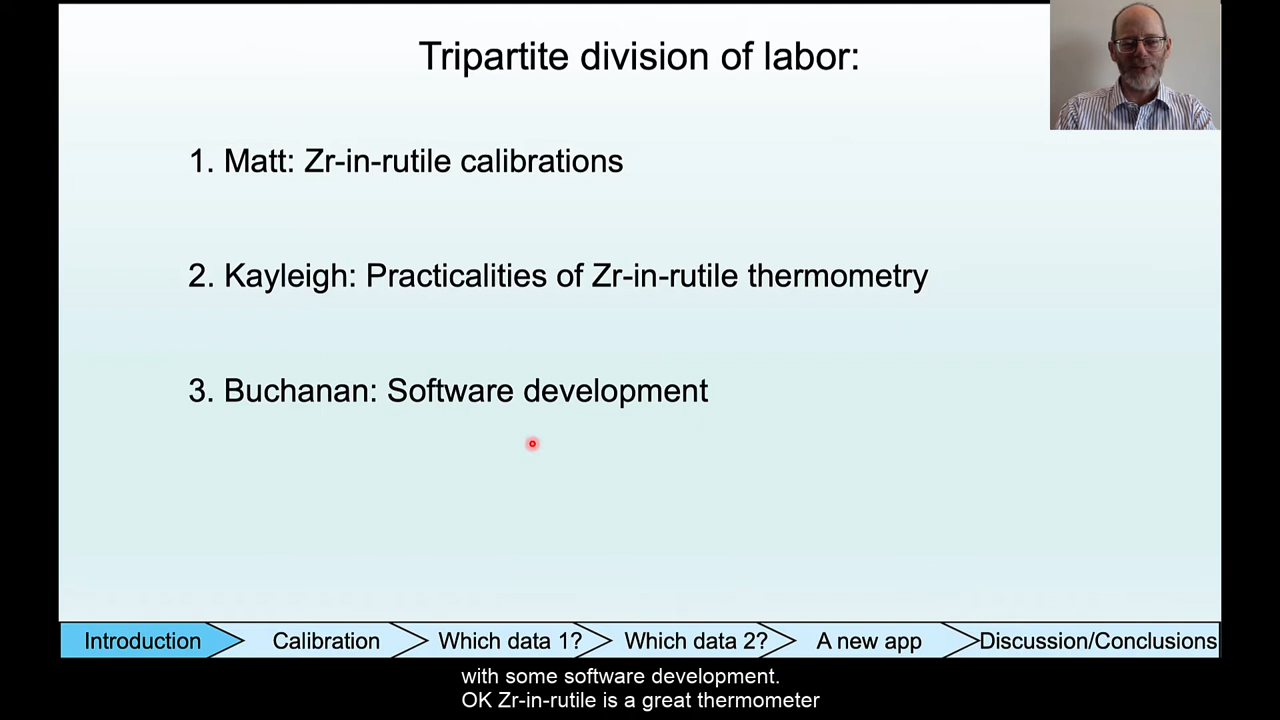 Tripartite division of labor:
1. Matt: Zr-in-rutile calibrations
2. Kayleigh: Practicalities of Zr-in-rutile thermometry
3. Buchanan: Software development
Introduction Calibration Which data 1? Which data 2? A new app Discussion/Conclusions
with some software development.
OK Zr-in-rutile is a great thermometer